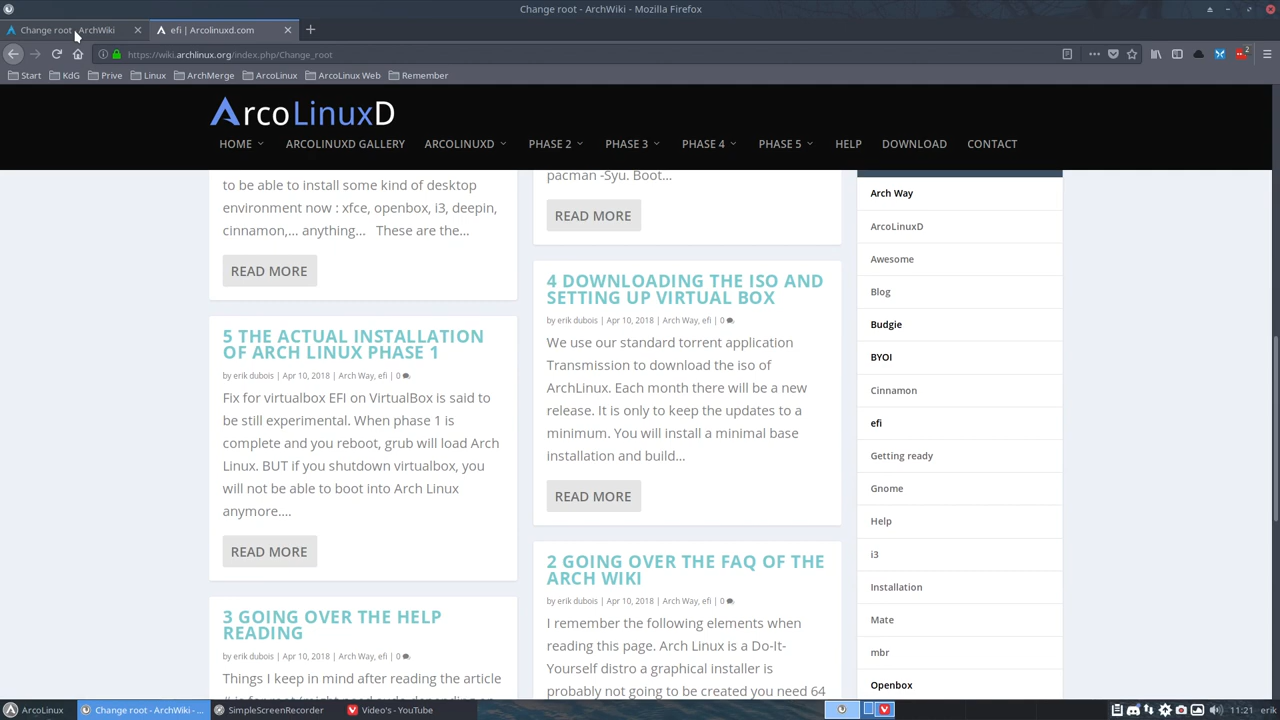 Change root - ArchWiki - Mozilla Firefox
Change root - ArchWiki
efi | Arcolinuxd.com
https://wiki.archlinux.org/index.php/Change_root
2
Start
KdG
Prive
Linux
ArchMerge
ArcoLinux
ArcoLinux Web
Remember
ArcoLinuxD
HOME
ARCOLINUXD GALLERY
ARCOLINUXD
PHASE 2
PHASE 3
PHASE 4
PHASE 5
HELP
DOWNLOAD
CONTACT
to be able to install some kind of desktop
environment now : xfce, openbox, i3, deepin,
cinnamon,... anything... These are the...
READ MORE
5 THE ACTUAL INSTALLATION
OF ARCH LINUX PHASE 1
by erik dubois | Apr 10, 2018 | Arch Way, efi | 0
Fix for virtualbox EFI on VirtualBox is said to
be still experimental. When phase 1 is
complete and you reboot, grub will load Arch
Linux. BUT if you shutdown virtualbox, you
will not be able to boot into Arch Linux
anymore....
READ MORE
3 GOING OVER THE HELP
READING
by erik dubois | Apr 10, 2018 | Arch Way, efi | 0
Things I keep in mind after reading the article
pacman -Syu. Boot...
READ MORE
4 DOWNLOADING THE ISO AND
SETTING UP VIRTUAL BOX
by erik dubois | Apr 10, 2018 | Arch Way, efi | 0
We use our standard torrent application
Transmission to download the iso of
ArchLinux. Each month there will be a new
release. It is only to keep the updates to a
minimum. You will install a minimal base
installation and build...
READ MORE
2 GOING OVER THE FAQ OF THE
ARCH WIKI
by erik dubois | Apr 10, 2018 | Arch Way, efi | 0
I remember the following elements when
reading this page. Arch Linux is a Do-It-
Yourself distro a graphical installer is
probably not going to be created you need 64
Arch Way
ArcoLinuxD
Awesome
Blog
Budgie
BYOI
Cinnamon
efi
Getting ready
Gnome
Help
i3
Installation
Mate
mbr
Openbox
ArcoLinux
Change root - ArchWiki - ...
SimpleScreenRecorder
Video's - YouTube
11:21
erik